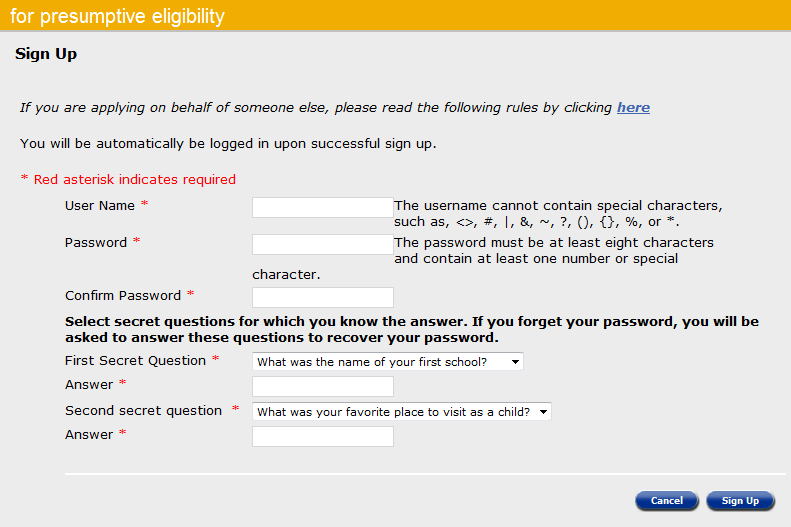 for presumptive eligibility
Sign Up
If you are applying on behalf of someone else, please read the following rules by clicking here
You will be automatically be logged in upon successful sign up.
* Red asterisk indicates required
User Name * The username cannot contain special characters,
such as, <>, #, |, &, ~, ?, (), {}, %, or *.
Password * The password must be at least eight characters
and contain at least one number or special
character.
Confirm Password *
Select secret questions for which you know the answer. If you forget your password, you will be
asked to answer these questions to recover your password.
First Secret Question * What was the name of your first school?
Answer *
Second secret question * What was your favorite place to visit as a child?
Answer *
Cancel Sign Up